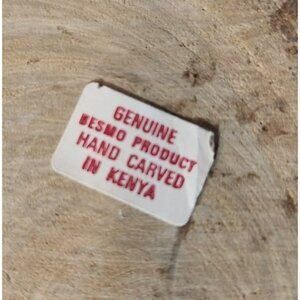 GENUINE
BESMO PRODUCT
HAND CARVED
IN KENYA